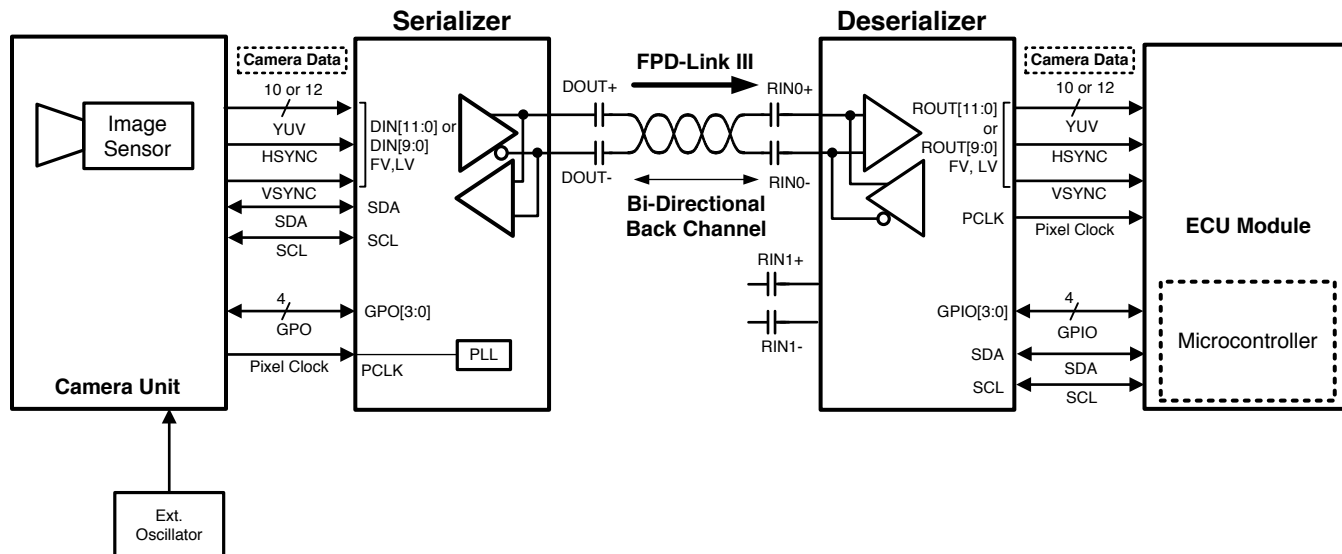 Serializer
Deserializer
Camera Data
10 or 12
YUV
HSYNC
VSYNC
SDA
SCL
4
GPO
Pixel Clock
Image
Sensor
Camera Unit
Ext.
Oscillator
DIN[11:0] or
DIN[9:0]
FV,LV
SDA
SCL
GPO[3:0]
PCLK
PLL
FPD-Link III
DOUT+
DOUT-
RIN0+
RIN0-
Bi-Directional
Back Channel
RIN1+
RIN1-
ROUT[11:0]
or
ROUT[9:0]
FV, LV
PCLK
GPIO[3:0]
SDA
SCL
Camera Data
10 or 12
YUV
HSYNC
VSYNC
Pixel Clock
4
GPIO
SDA
SCL
ECU Module
Microcontroller